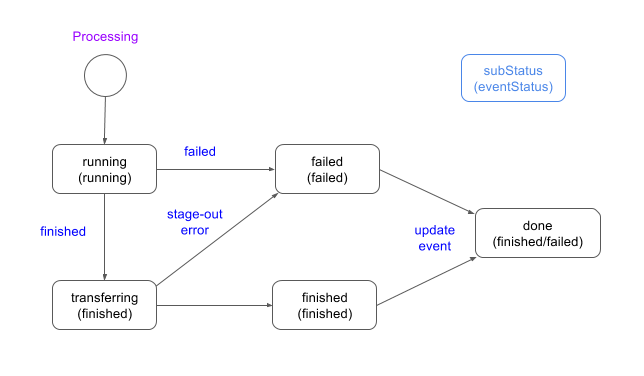 Processing
subStatus
(eventStatus)
running
(running)
failed
failed
(failed)
stage-out
error
finished
update
event
done
(finished/failed)
transferring
(finished)
finished
(finished)